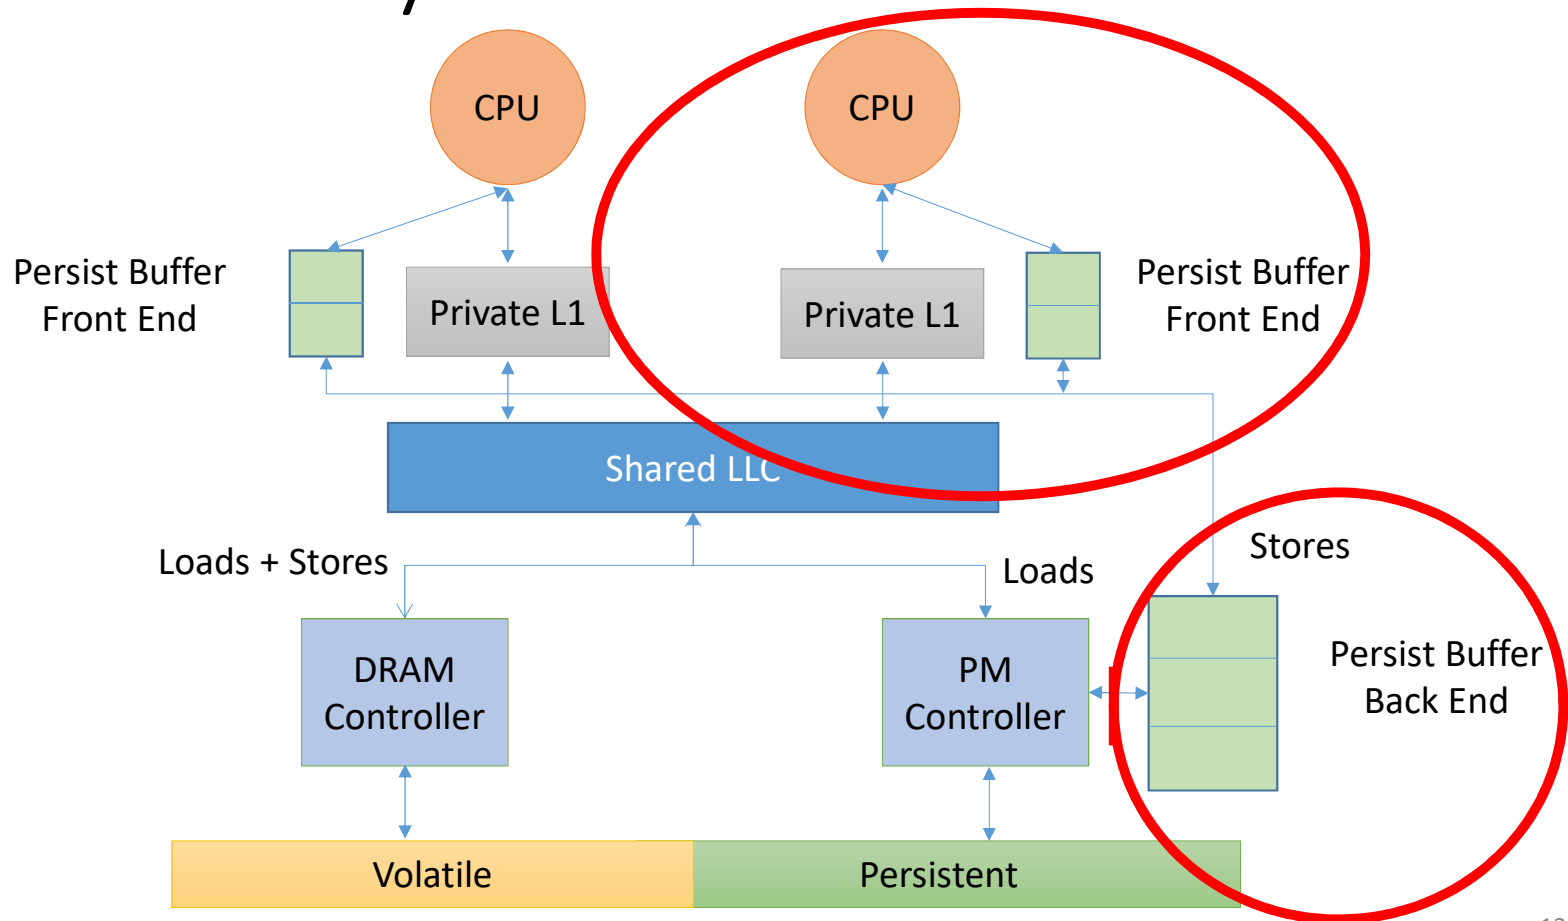 CPU
CPU
Persist Buffer
Front End
Private L1
Private L1
Persist Buffer
Front End
Shared LLC
Loads + Stores
Loads
Stores
DRAM
Controller
PM
Controller
Persist Buffer
Back End
Volatile
Persistent